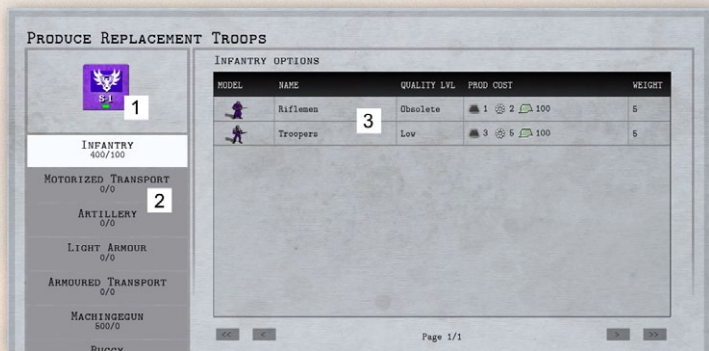 PRODUCE REPLACEMENT TROOPS
S-1
1
INFANTRY
400/100
MOTORIZED TRANSPORT
0/0
2
ARTILLERY
0/0
LIGHT ARMOUR
0/0
ARMOURED TRANSPORT
0/0
MACHINEGUN
500/0
BUGGY
INFANTRY OPTIONS
MODEL NAME QUALITY LVL PROD COST WEIGHT
Riflemen Obsolete 1 2 100 5
3
Troopers Low 3 5 100 5
<< < Page 1/1 > >>